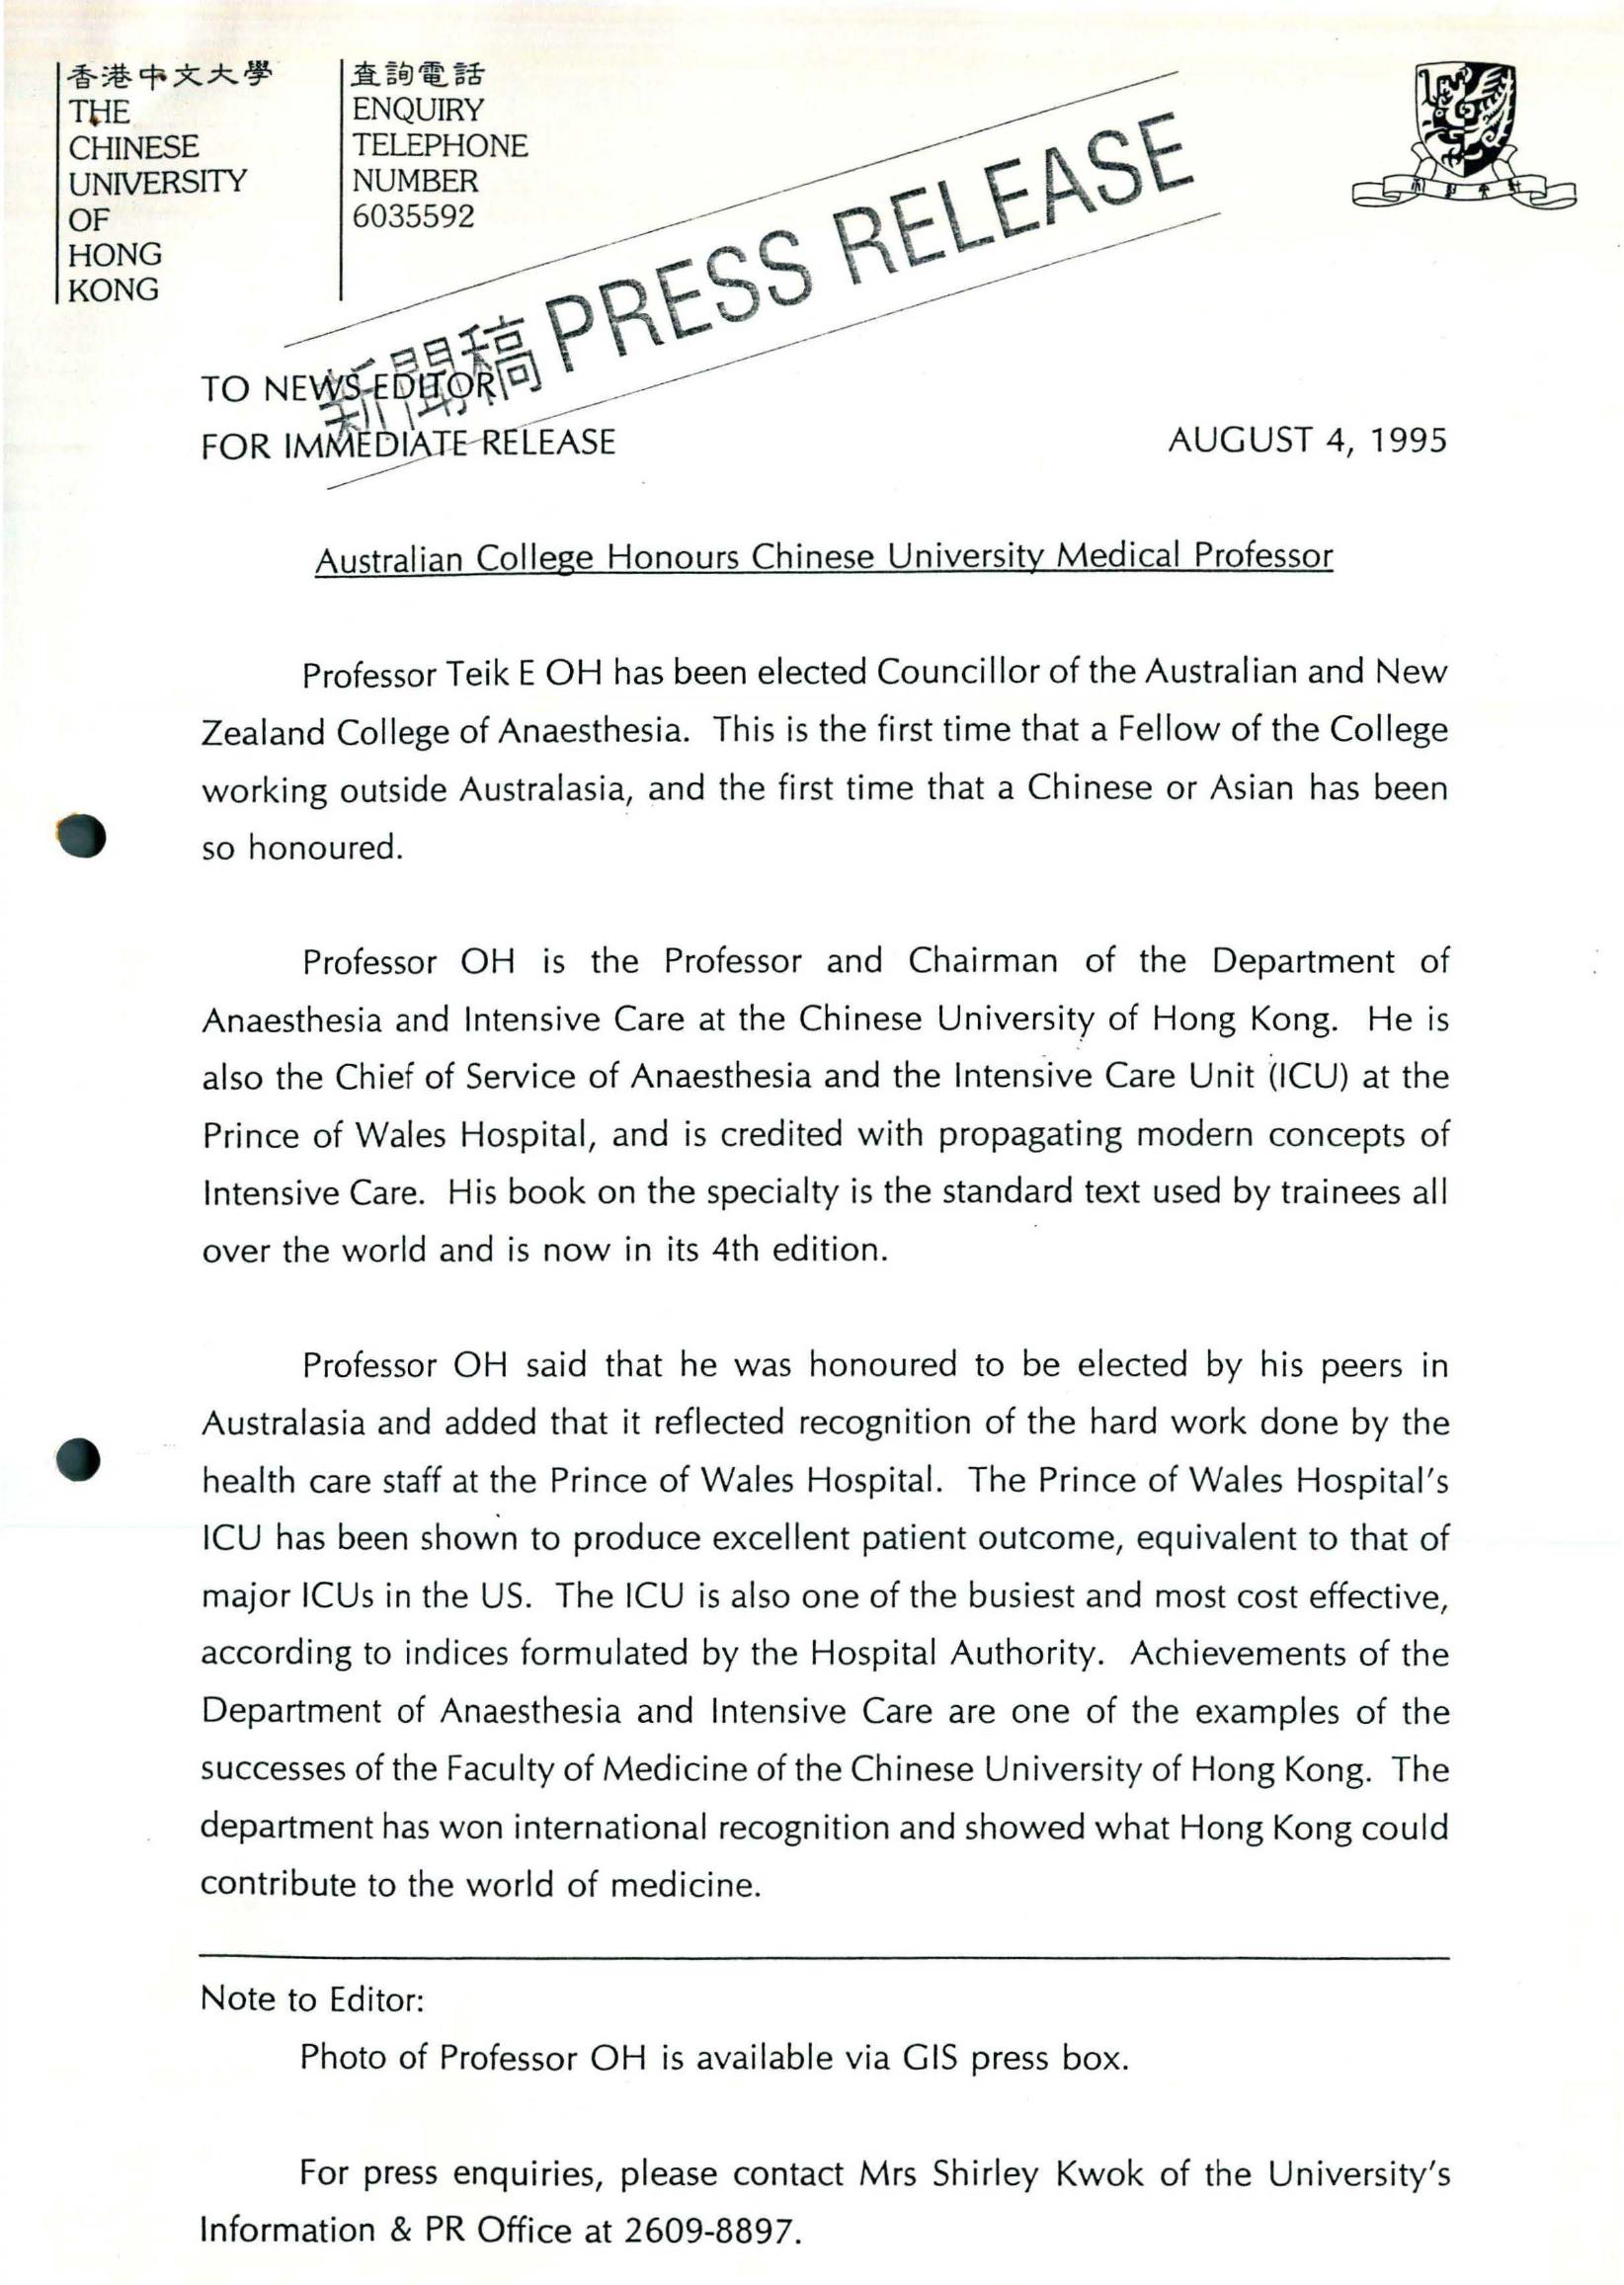 香港中文大學
THE
CHINESE
UNIVERSITY
OF
HONG
KONG
查詢電話
ENQUIRY
TELEPHONE
NUMBER
6035592
新聞稿 PRESS RELEASE
TO NEWS EDITOR
FOR IMMEDIATE RELEASE
AUGUST 4, 1995
Australian College Honours Chinese University Medical Professor
Professor Teik E OH has been elected Councillor of the Australian and New
Zealand College of Anaesthesia. This is the first time that a Fellow of the College
working outside Australasia, and the first time that a Chinese or Asian has been
so honoured.
Professor OH is the Professor and Chairman of the Department of
Anaesthesia and Intensive Care at the Chinese University of Hong Kong. He is
also the Chief of Service of Anaesthesia and the Intensive Care Unit (ICU) at the
Prince of Wales Hospital, and is credited with propagating modern concepts of
Intensive Care. His book on the specialty is the standard text used by trainees all
over the world and is now in its 4th edition.
Professor OH said that he was honoured to be elected by his peers in
Australasia and added that it reflected recognition of the hard work done by the
health care staff at the Prince of Wales Hospital. The Prince of Wales Hospital's
ICU has been shown to produce excellent patient outcome, equivalent to that of
major ICUs in the US. The ICU is also one of the busiest and most cost effective,
according to indices formulated by the Hospital Authority. Achievements of the
Department of Anaesthesia and Intensive Care are one of the examples of the
successes of the Faculty of Medicine of the Chinese University of Hong Kong. The
department has won international recognition and showed what Hong Kong could
contribute to the world of medicine.
Note to Editor:
Photo of Professor OH is available via GIS press box.
For press enquiries, please contact Mrs Shirley Kwok of the University's
Information & PR Office at 2609-8897.